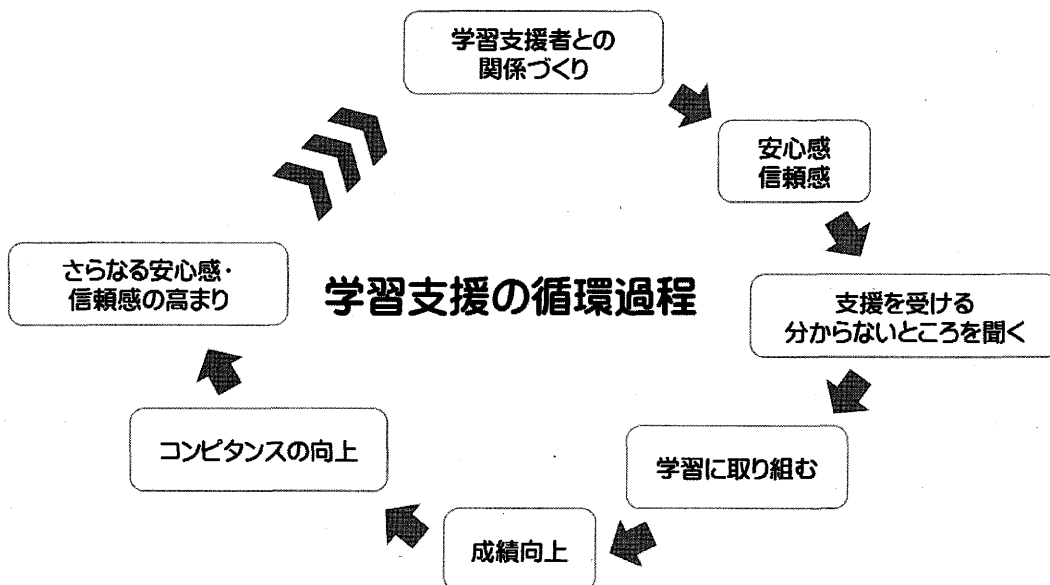 学習支援者との
関係づくり
安心感
信頼感
支援を受ける
分からないところを聞く
学習に取り組む
成績向上
コンピタンスの向上
さらなる安心感・
信頼感の高まり
学習支援の循環過程